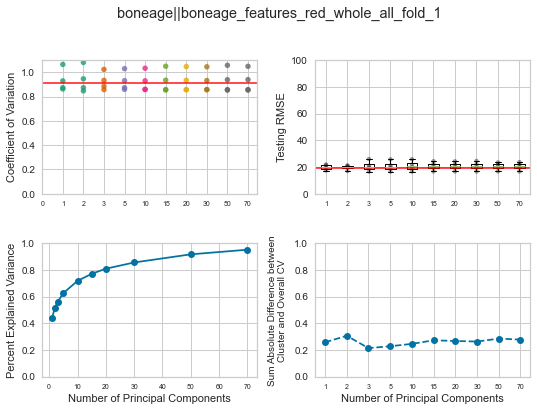 boneage||boneage_features_red_whole_all_fold_1
Coefficient of Variation
1.0
0.8
0.6
0.4
0.2
0.0
0 1 2 3 5 10 15 20 30 50 70
Testing RMSE
100
80
60
40
20
0
1 2 3 5 10 15 20 30 50 70
Percent Explained Variance
1.0
0.8
0.6
0.4
0.2
0.0
0 10 20 30 40 50 60 70
Number of Principal Components
Sum Absolute Difference between
Cluster and Overall CV
1.0
0.8
0.6
0.4
0.2
0.0
1 2 3 5 10 15 20 30 50 70
Number of Principal Components